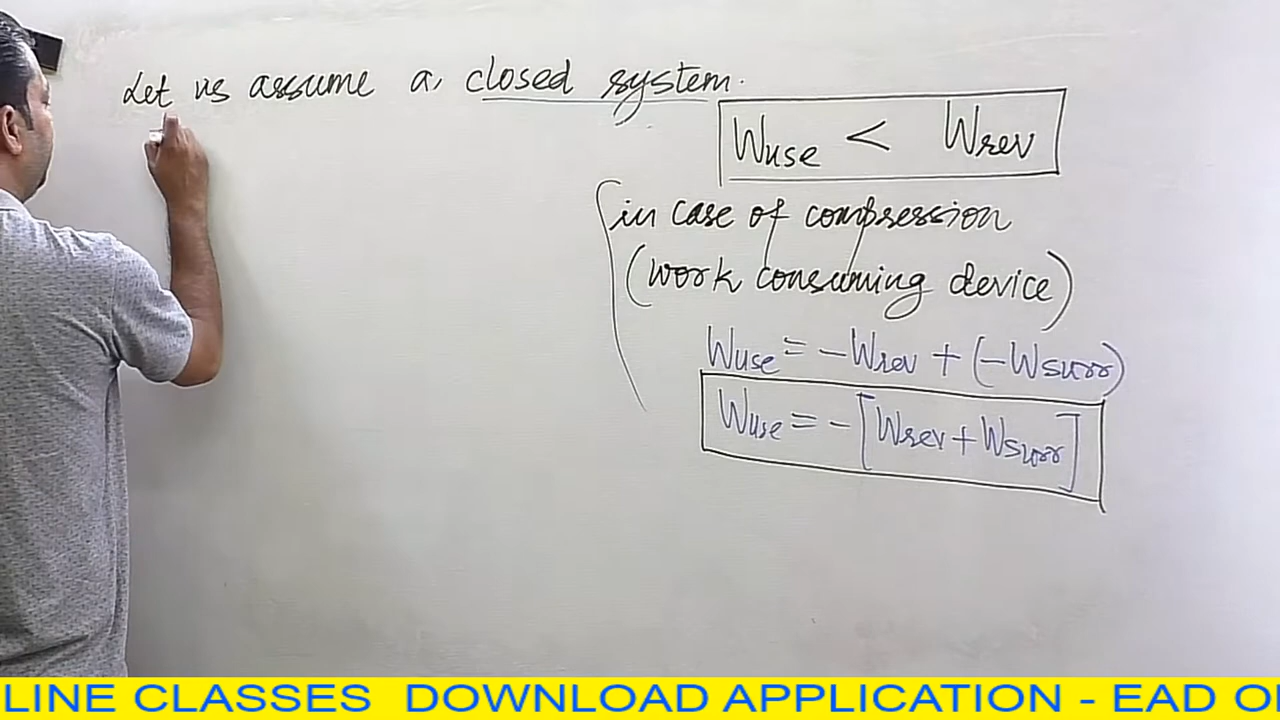 Let us assume a closed system.
Wuse < Wrev
in case of compression
(work consuming device)
Wuse = -Wrev + (-Wsurr)
Wuse = -[Wrev + Wsurr]
LINE CLASSES DOWNLOAD APPLICATION - EAD O